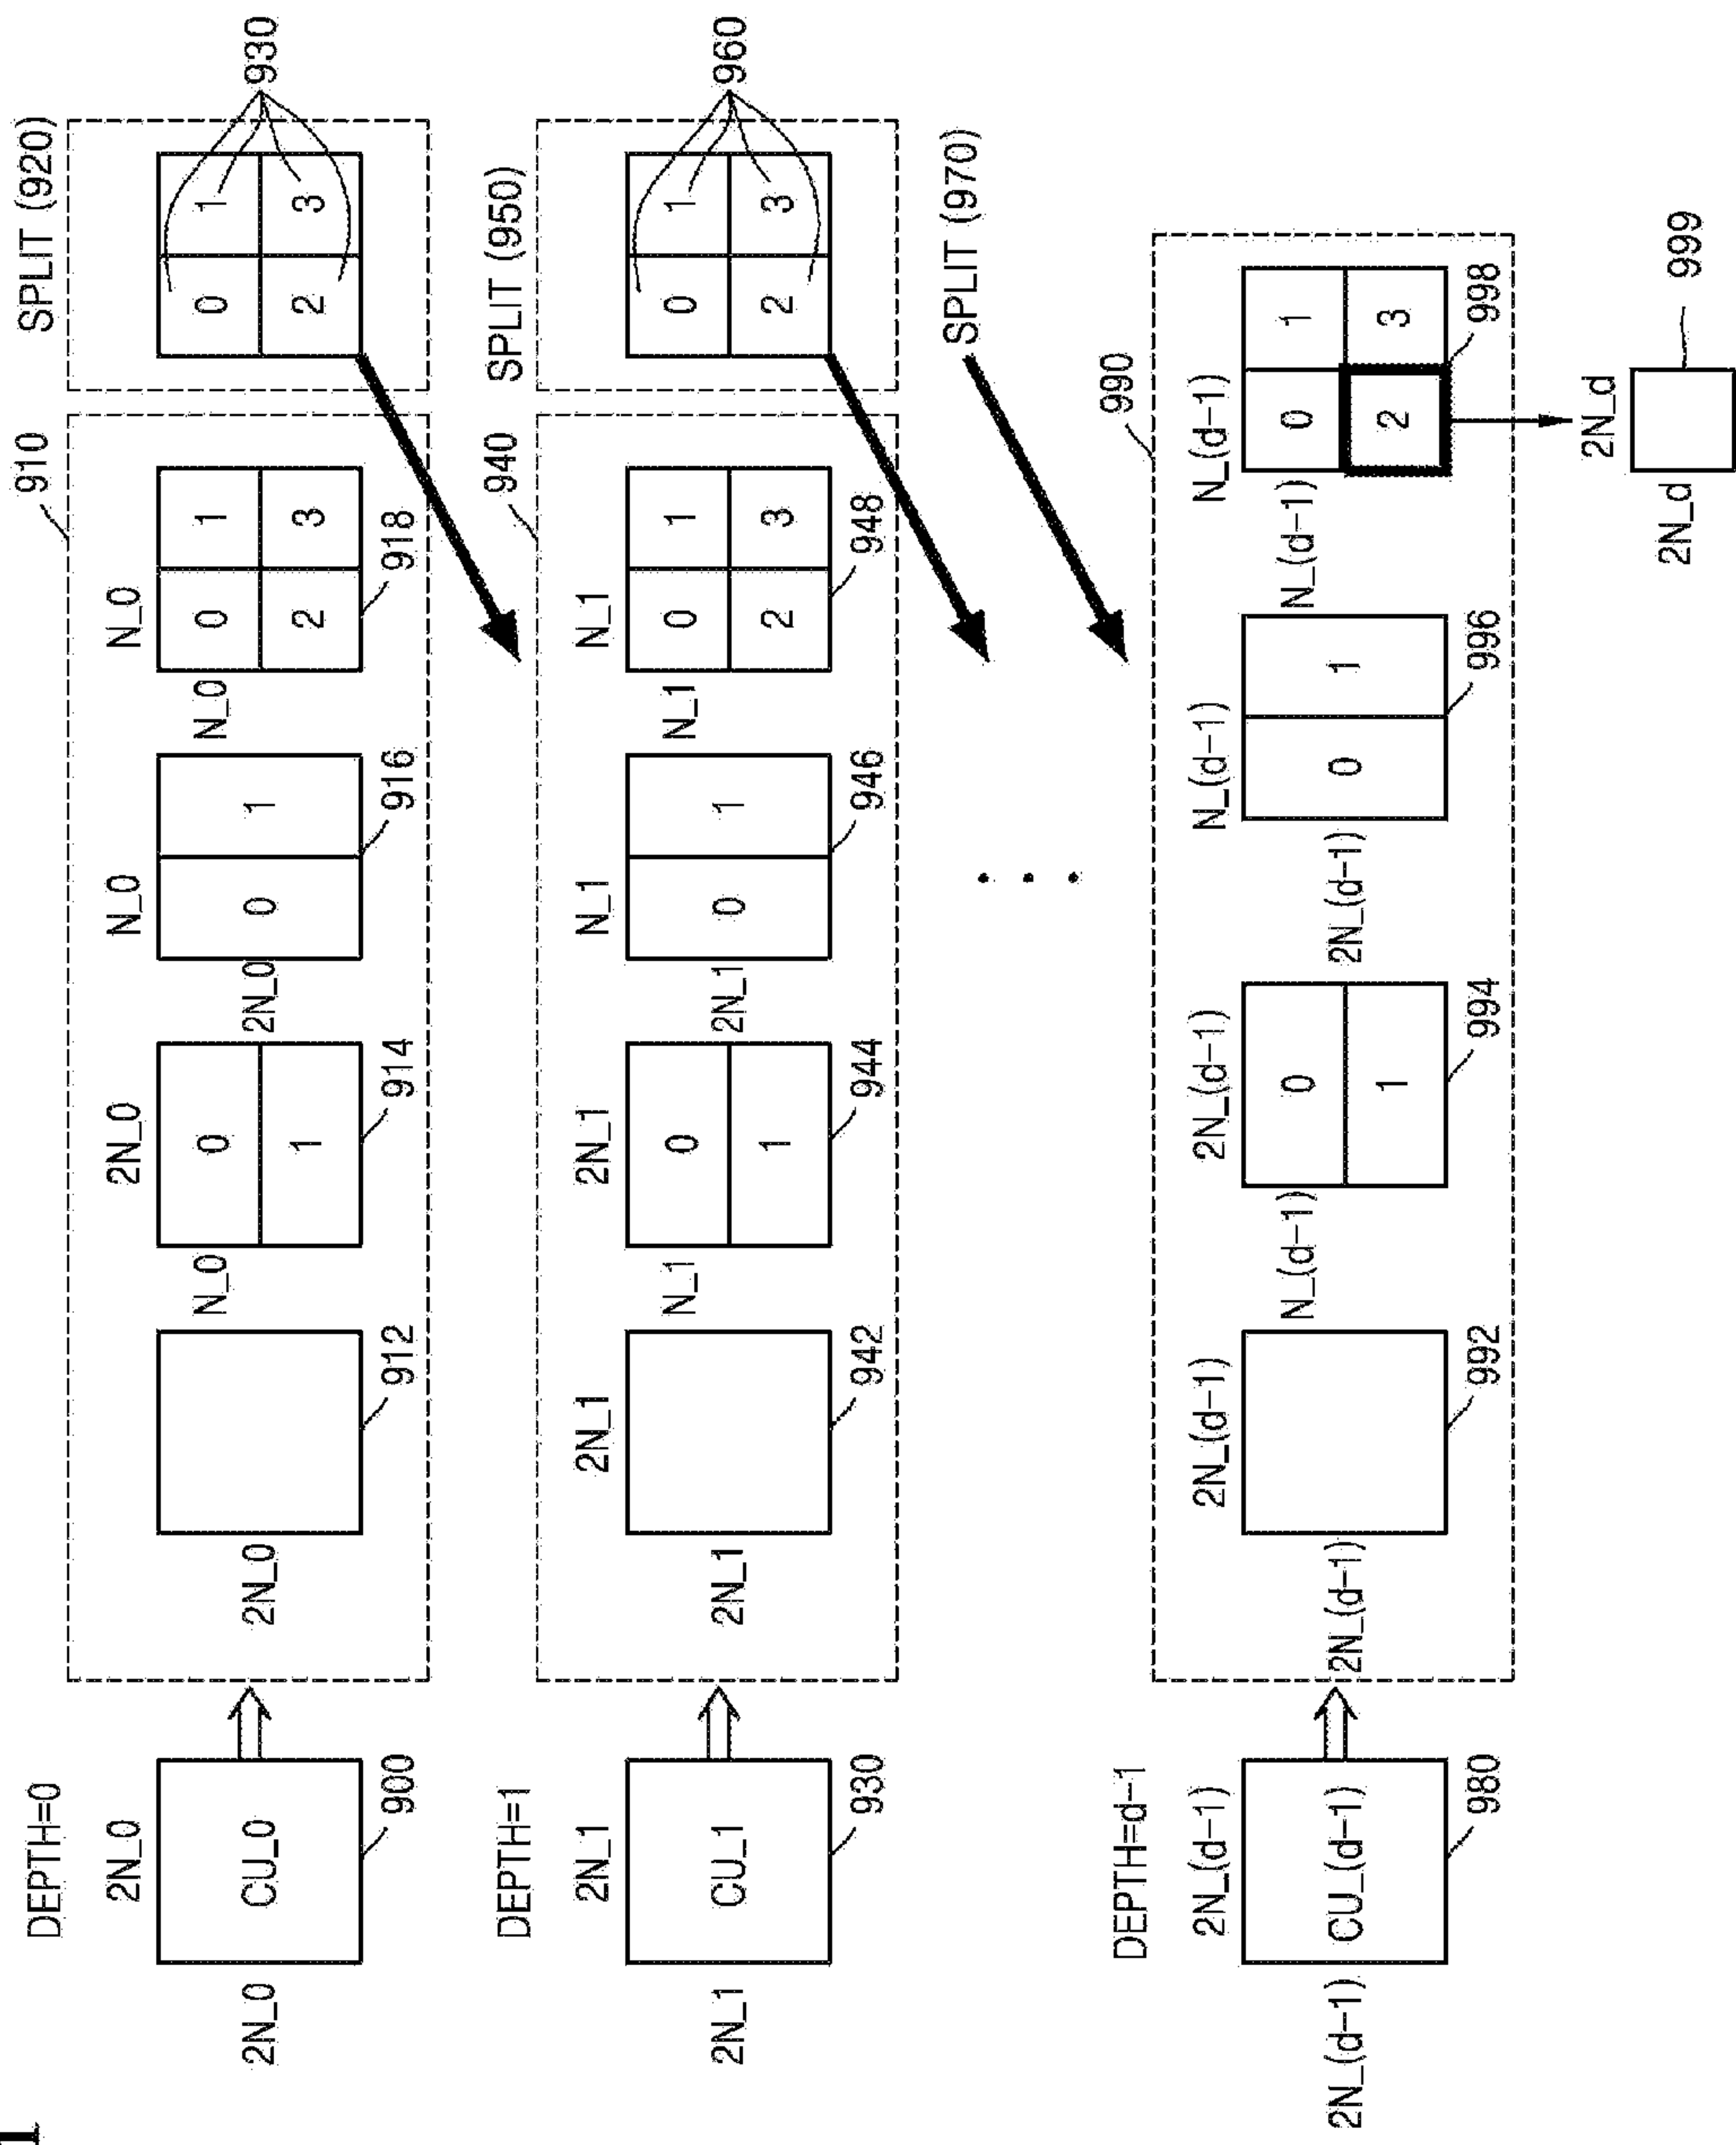 1
DEPTH=0
2N_0
2N_0
CU_0
900
910
2N_0
912
2N_0
N_0
0
1
914
N_0
2N_0
0
1
916
N_0
N_0
0
1
2
3
918
SPLIT (920)
0
1
2
3
930
DEPTH=1
2N_1
2N_1
CU_1
930
940
2N_1
2N_1
942
2N_1
N_1
0
1
944
N_1
2N_1
0
1
946
N_1
N_1
0
1
2
3
948
SPLIT (950)
0
1
2
3
960
SPLIT (970)
DEPTH=d-1
2N_(d-1)
2N_(d-1)
CU_(d-1)
980
990
2N_(d-1)
2N_(d-1)
992
2N_(d-1)
N_(d-1)
0
1
994
N_(d-1)
2N_(d-1)
0
1
996
N_(d-1)
N_(d-1)
0
1
2
3
998
2N_d
2N_d
999